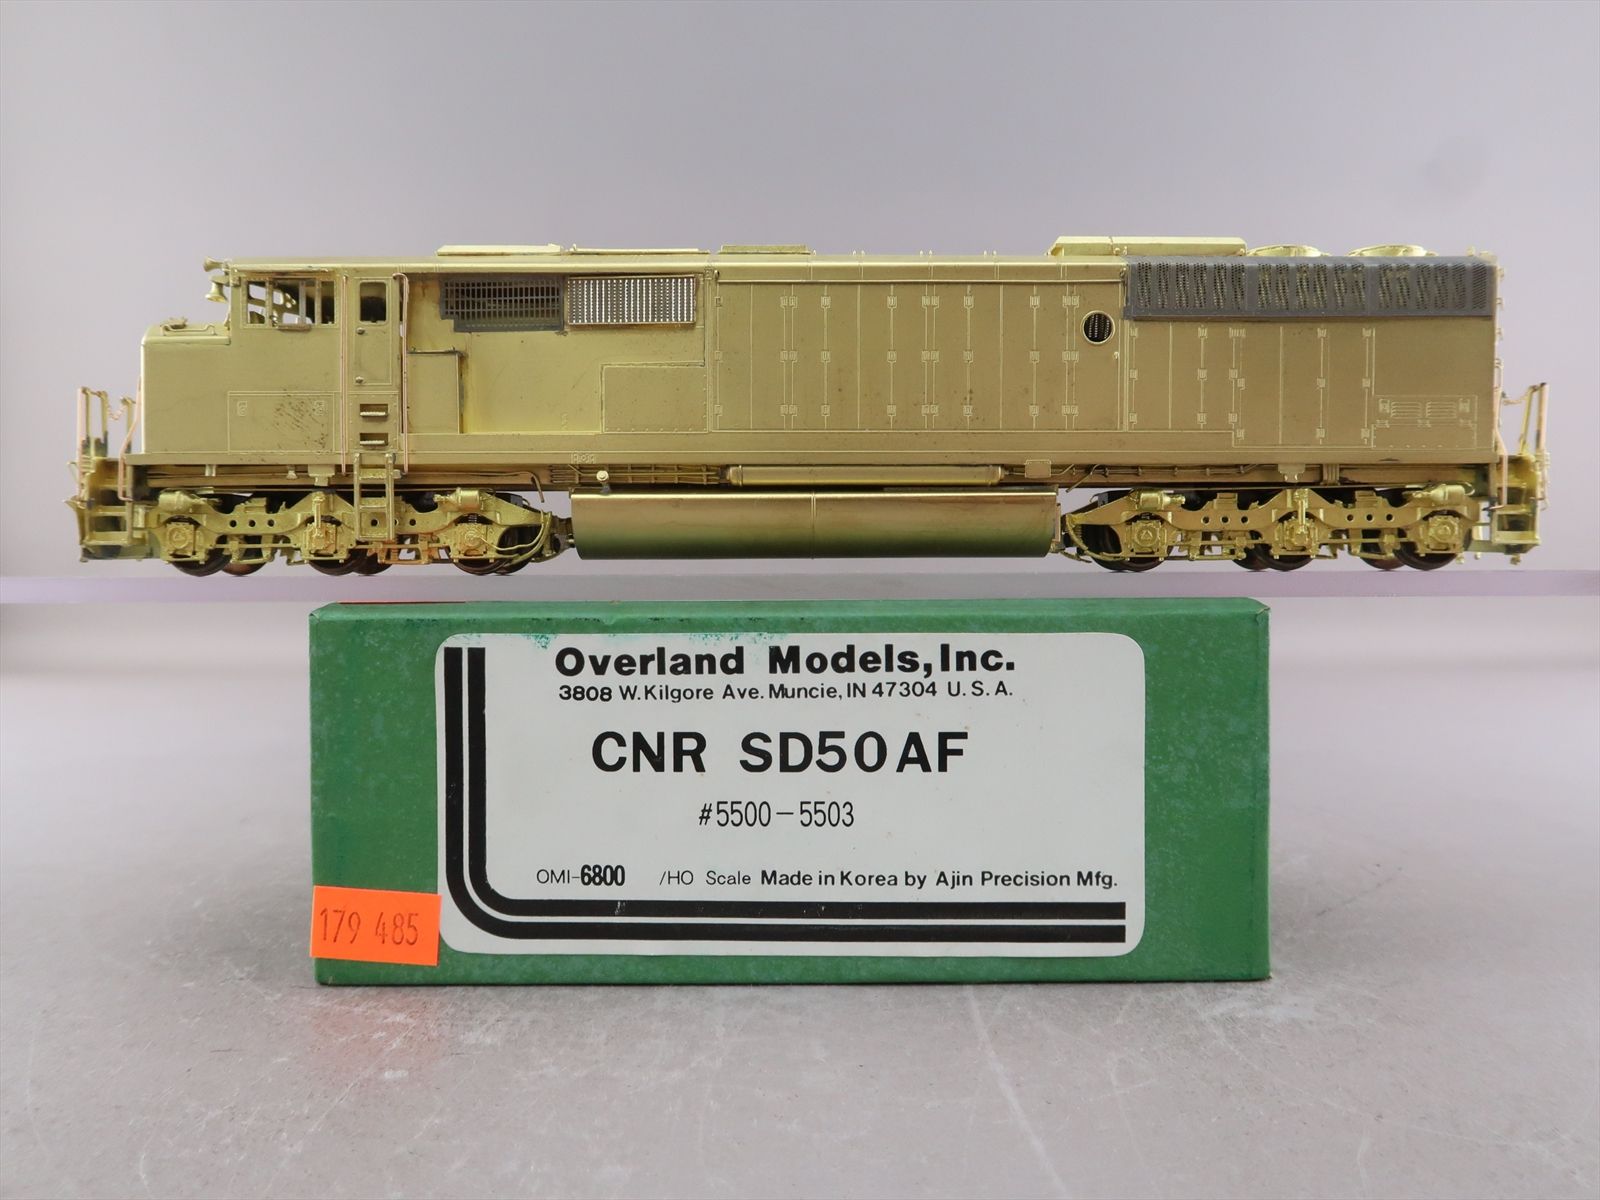 Overland Models, Inc.
3808 W. Kilgore Ave. Muncie, IN 47304 U.S.A.
CNR SD50AF
#5500-5503
OMI-6800 /HO Scale Made in Korea by Ajin Precision Mfg.
179 485